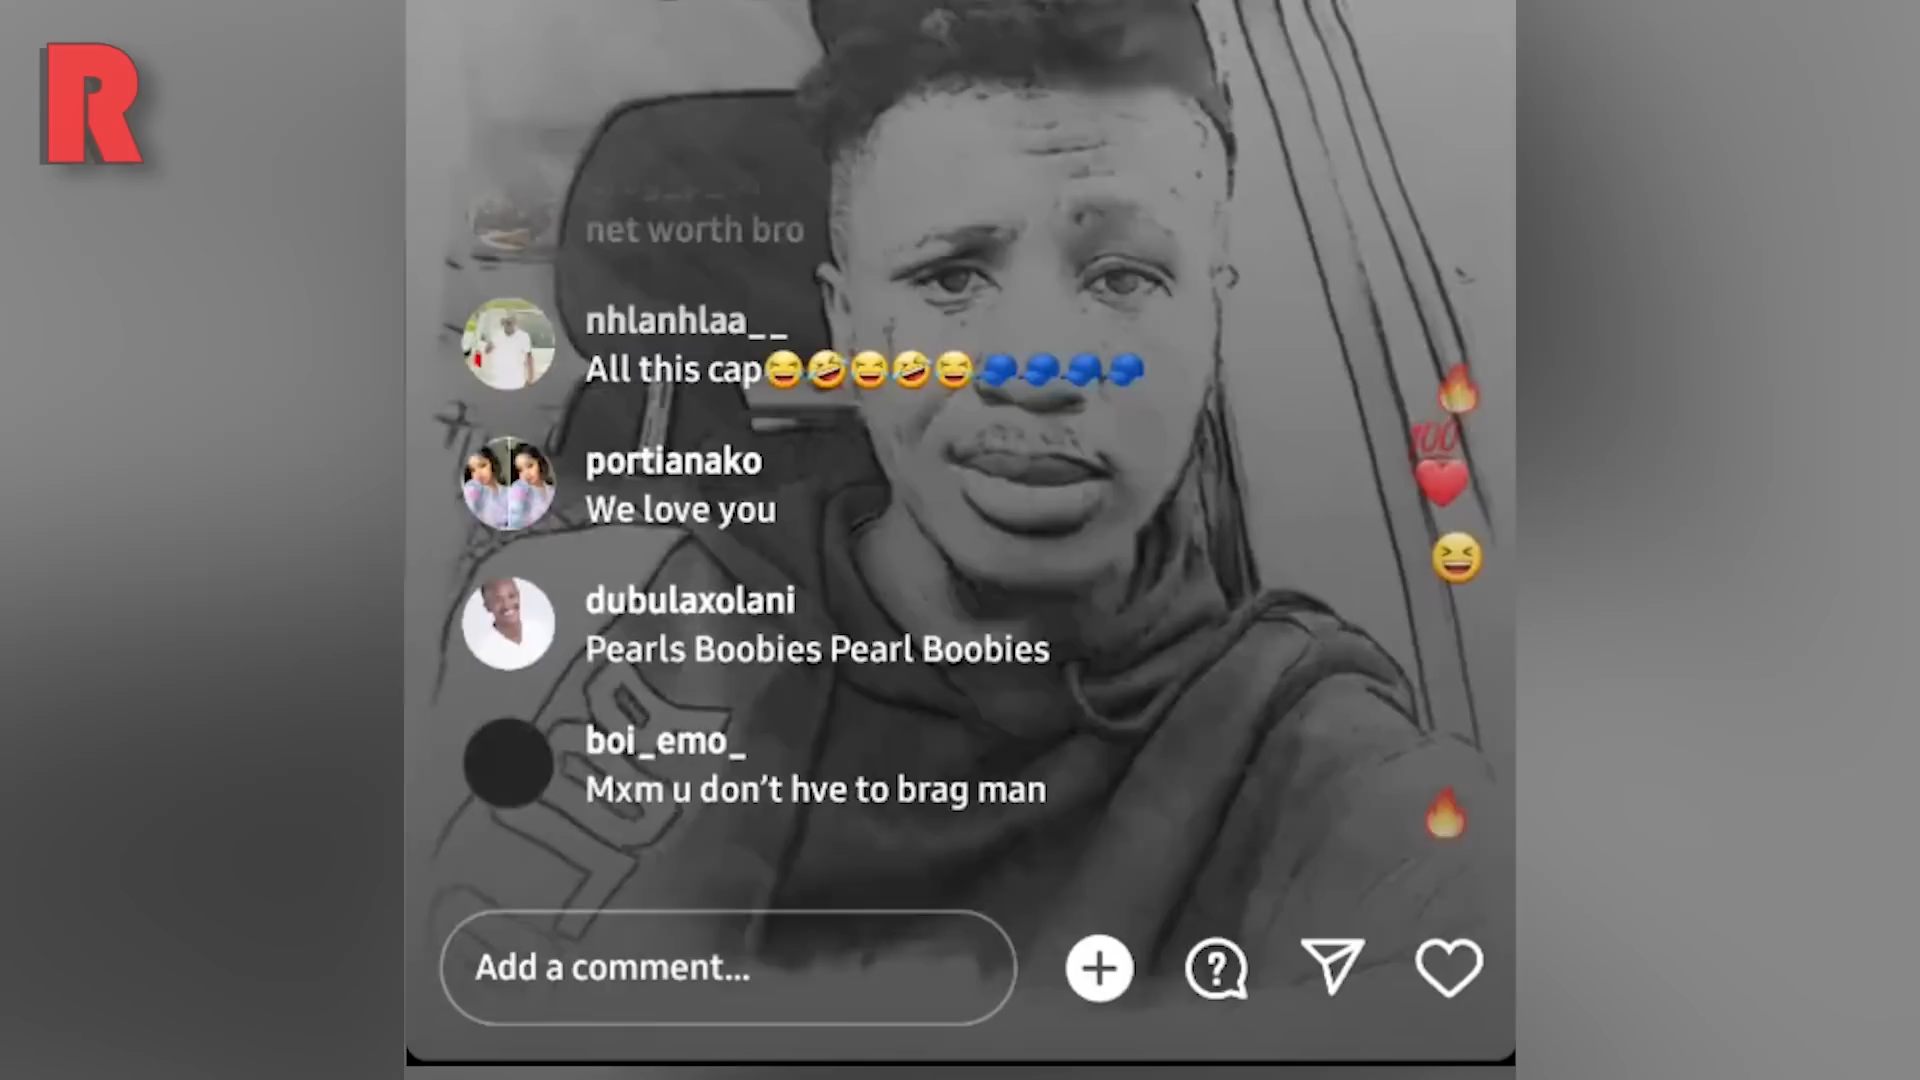 R
net worth bro
nhlanhlaa__
All this cap😆🤣😆🤣😆🧢🧢🧢🧢
portianako
We love you
dubulaxolani
Pearls Boobies Pearl Boobies
boi_emo_
Mxm u don't hve to brag man
Add a comment...
💯